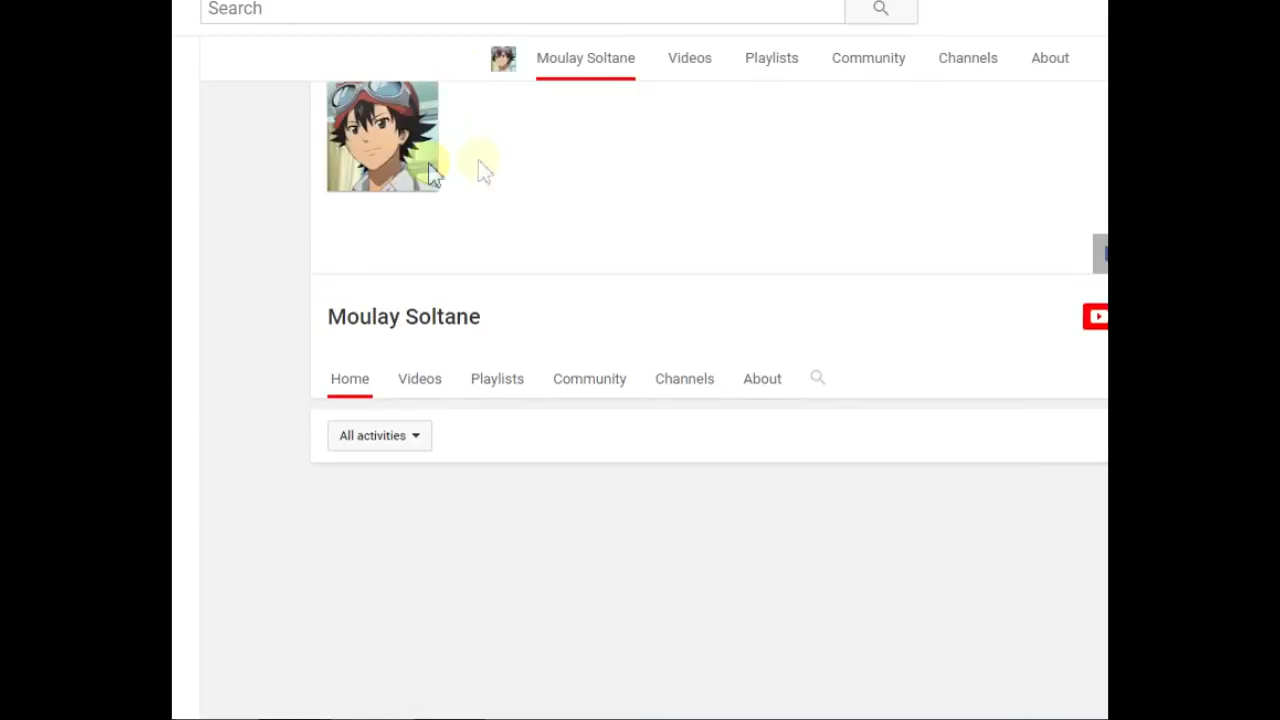 Search
Moulay Soltane Videos Playlists Community Channels About
Moulay Soltane
Home Videos Playlists Community Channels About
All activities